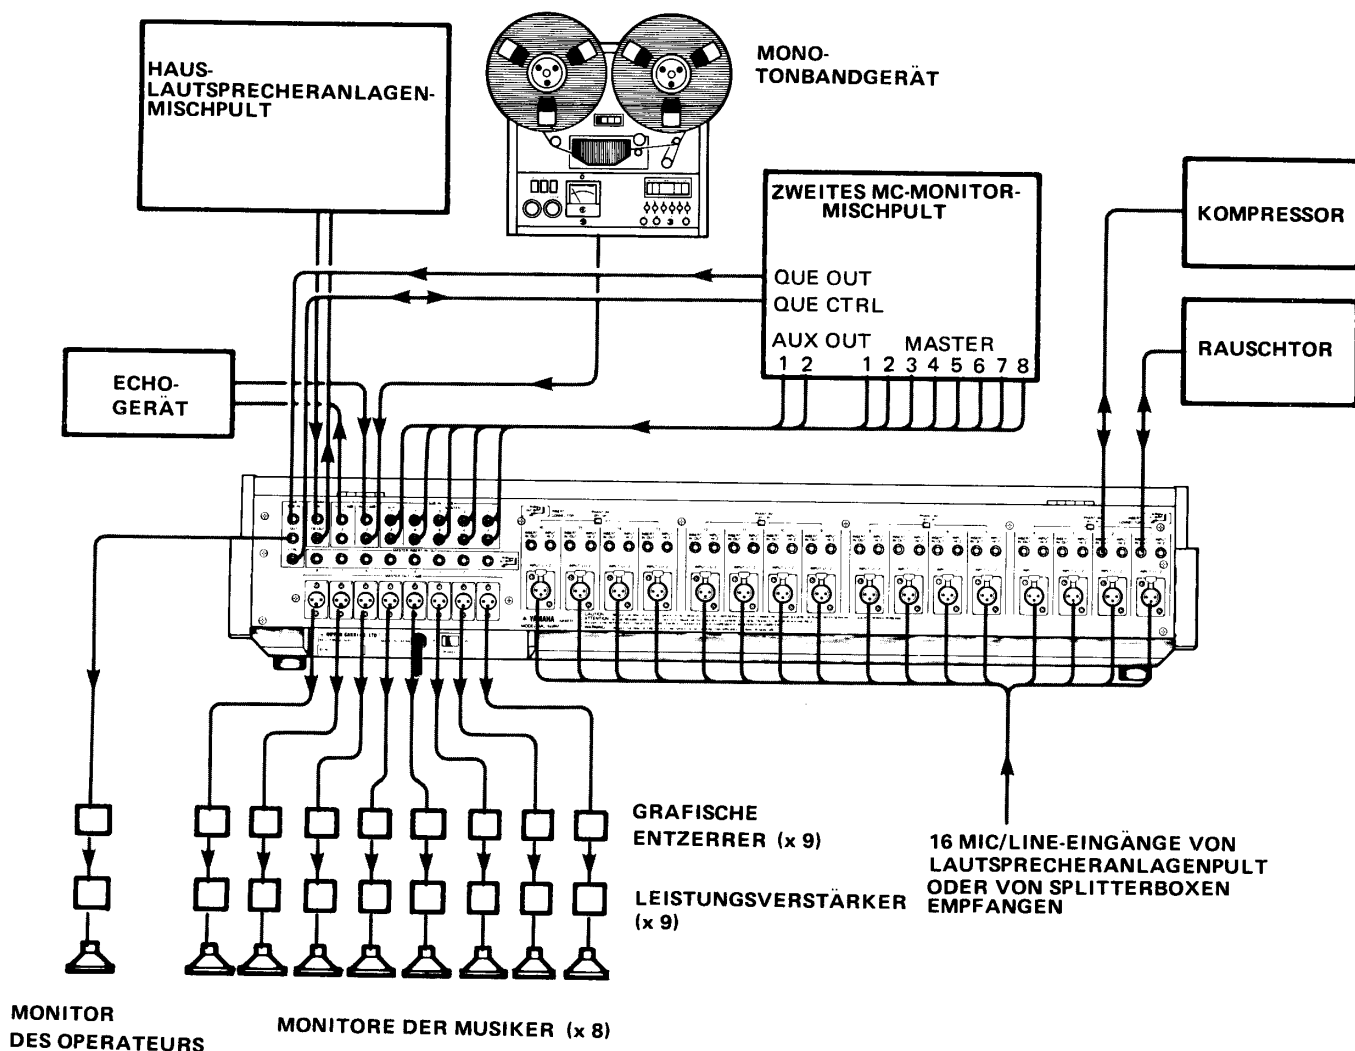 HAUS-
LAUTSPRECHERANLAGEN-
MISCHPULT
MONO-
TONBANDGERÄT
ZWEITES MC-MONITOR-
MISCHPULT
QUE OUT
QUE CTRL
AUX OUT MASTER
1 2 1 2 3 4 5 6 7 8
KOMPRESSOR
RAUSCHTOR
ECHO-
GERÄT
YAMAHA
GRAFISCHE
ENTZERRER (x 9)
LEISTUNGSVERSTÄRKER
(x 9)
16 MIC/LINE-EINGÄNGE VON
LAUTSPRECHERANLAGENPULT
ODER VON SPLITTERBOXEN
EMPFANGEN
MONITOR
DES OPERATEURS
MONITORE DER MUSIKER (x 8)